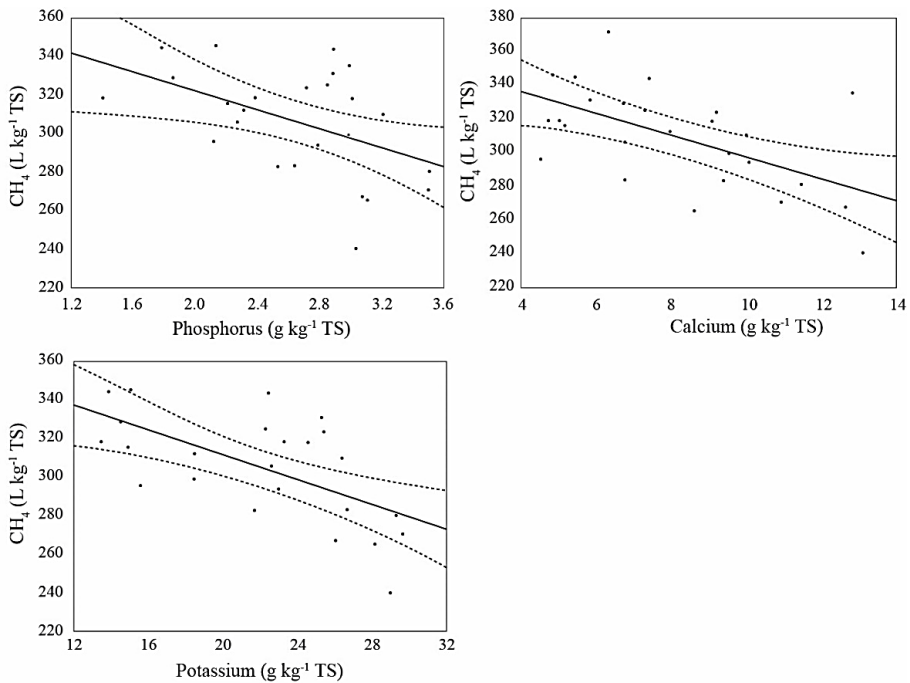 360
340
320
300
280
260
240
220
CH₄ (L kg⁻¹ TS)
1.2 2.0 2.4 2.8 3.2 3.6
Phosphorus (g kg⁻¹ TS)
380
360
340
320
300
280
260
240
220
CH₄ (L kg⁻¹ TS)
4 6 8 10 12 14
Calcium (g kg⁻¹ TS)
360
340
320
300
280
260
240
220
CH₄ (L kg⁻¹ TS)
12 16 20 24 28 32
Potassium (g kg⁻¹ TS)